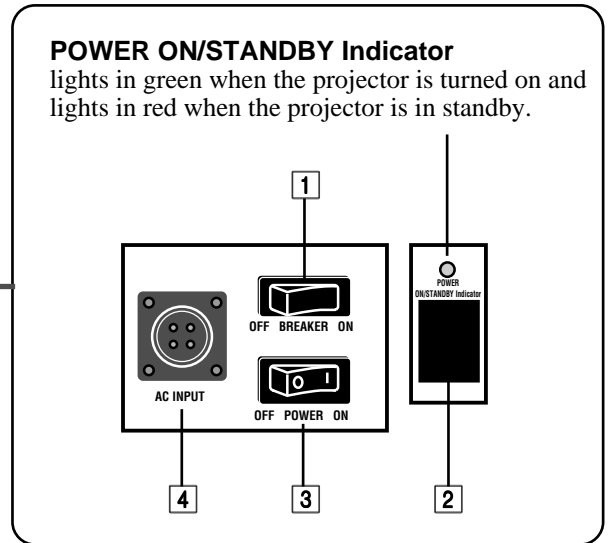 POWER ON/STANDBY Indicator
lights in green when the projector is turned on and
lights in red when the projector is in standby.
1
POWER
ON/STANDBY Indicator
OFF BREAKER ON
O I
AC INPUT
OFF POWER ON
4
3
2